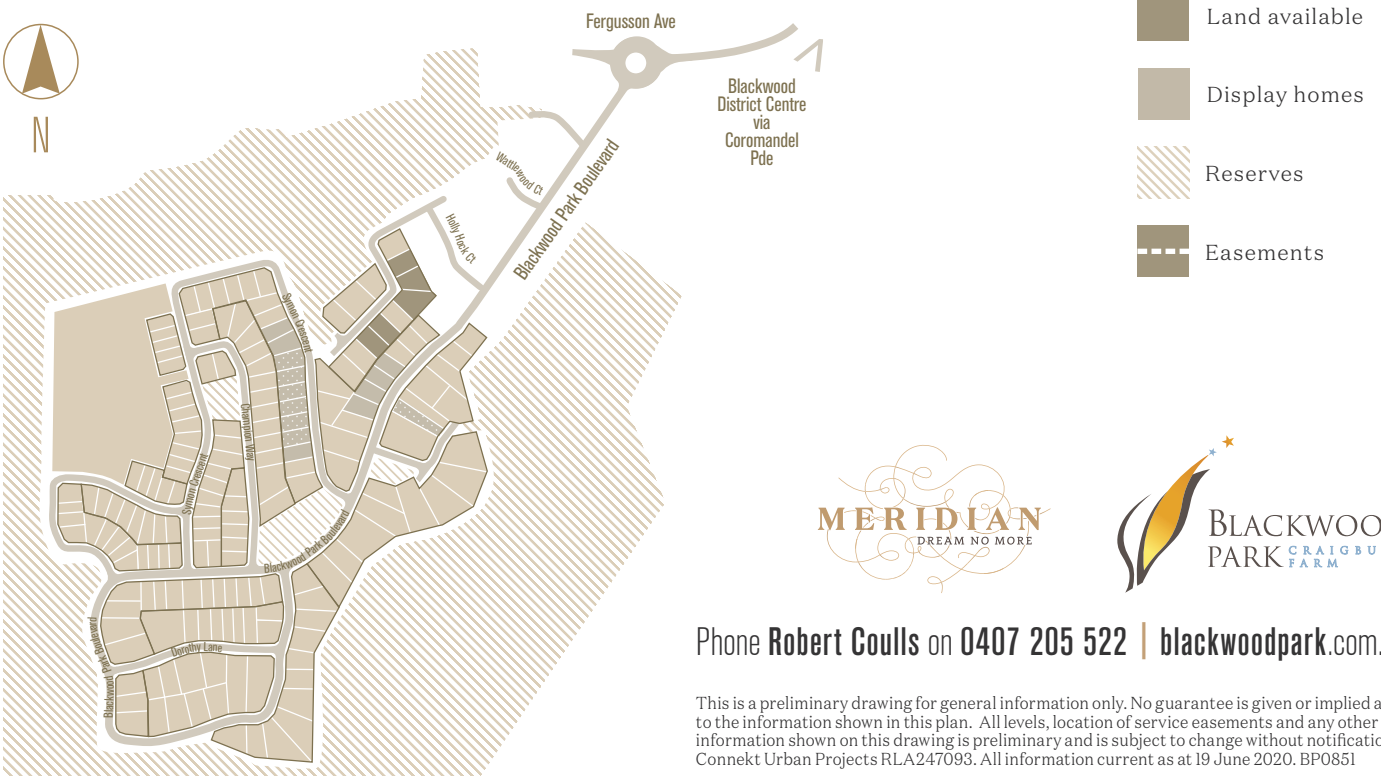 Fergusson Ave
Land available
Blackwood
District Centre
via
Coromandel
Pde
Display homes
N
Reserves
Easements
Wattlewood Ct
Blackwood Park Boulevard
Holly Hock Ct
Symon Crescent
Champion Way
Symon Crescent
Blackwood Park Boulevard
Dorothy Lane
Blackwood Park Boulevard
MERIDIAN
DREAM NO MORE
BLACKWOO
PARK CRAIGBU
FARM
Phone Robert Coulls on 0407 205 522 | blackwoodpark.com.
This is a preliminary drawing for general information only. No guarantee is given or implied a
to the information shown in this plan. All levels, location of service easements and any other
information shown on this drawing is preliminary and is subject to change without notificatio
Connekt Urban Projects RLA247093. All information current as at 19 June 2020. BP0851